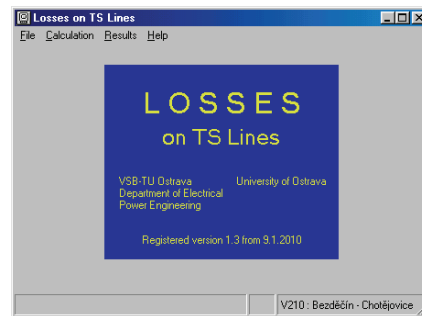 Losses on TS Lines
File Calculation Results Help
LOSSES
on TS Lines
VSB-TU Ostrava University of Ostrava
Department of Electrical
Power Engineering
Registered version 1.3 from 9.1.2010
V210 : Bezděčín - Chotějovice